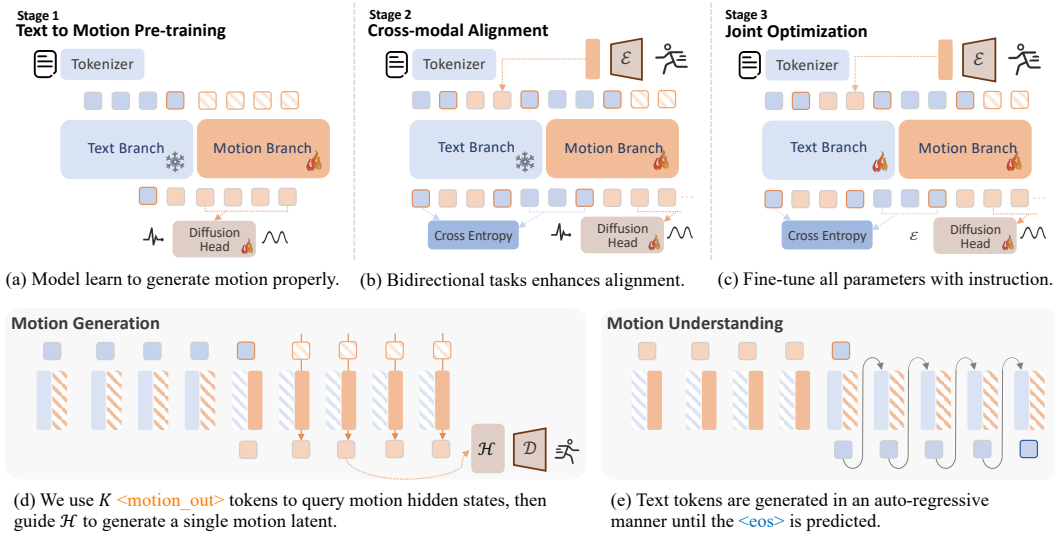 Stage 1
Text to Motion Pre-training
Tokenizer
Text Branch
Motion Branch
Diffusion
Head
(a) Model learn to generate motion properly.
Stage 2
Cross-modal Alignment
Tokenizer
ℰ
Text Branch
Motion Branch
Cross Entropy
Diffusion
Head
(b) Bidirectional tasks enhances alignment.
Stage 3
Joint Optimization
Tokenizer
ℰ
Text Branch
Motion Branch
...
Cross Entropy
ℰ
Diffusion
Head
(c) Fine-tune all parameters with instruction.
Motion Generation
ℋ
𝒟
(d) We use K <motion_out> tokens to query motion hidden states, then
guide ℋ to generate a single motion latent.
Motion Understanding
(e) Text tokens are generated in an auto-regressive
manner until the <eos> is predicted.